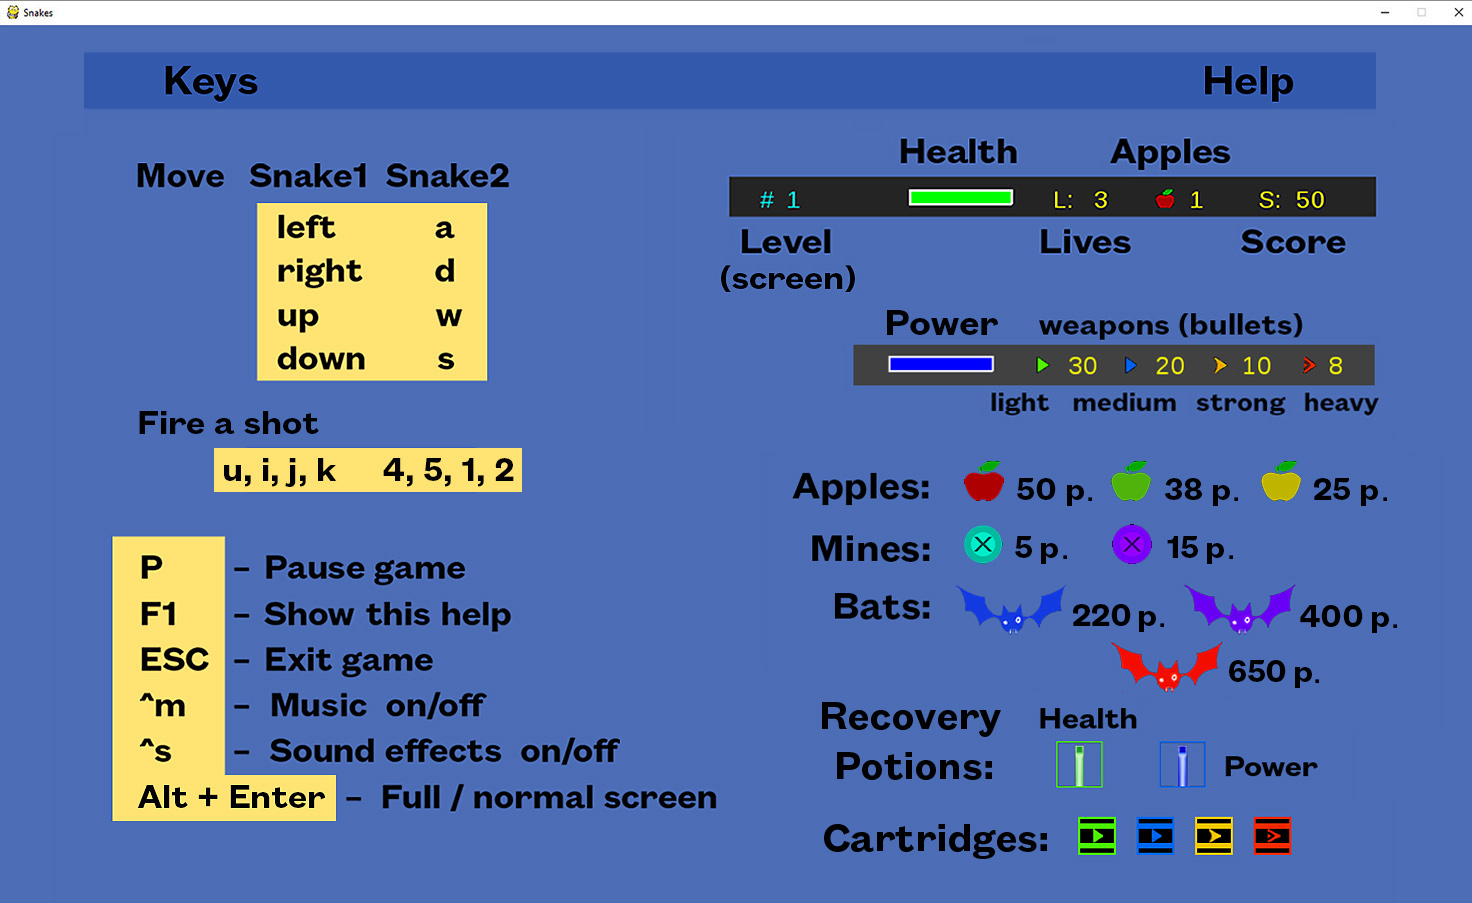 Snakes
Keys
Help
Move Snake1 Snake2
left a
right d
up w
down s
Fire a shot
u, i, j, k 4, 5, 1, 2
P – Pause game
F1 – Show this help
ESC – Exit game
^m – Music on/off
^s – Sound effects on/off
Alt + Enter – Full / normal screen
Health Apples
# 1 L: 3 1 S: 50
Level Lives Score
(screen)
Power weapons (bullets)
30 20 10 8
light medium strong heavy
Apples: 50 p. 38 p. 25 p.
Mines: 5 p. 15 p.
Bats: 220 p. 400 p.
650 p.
Recovery Health
Potions: Power
Cartridges: